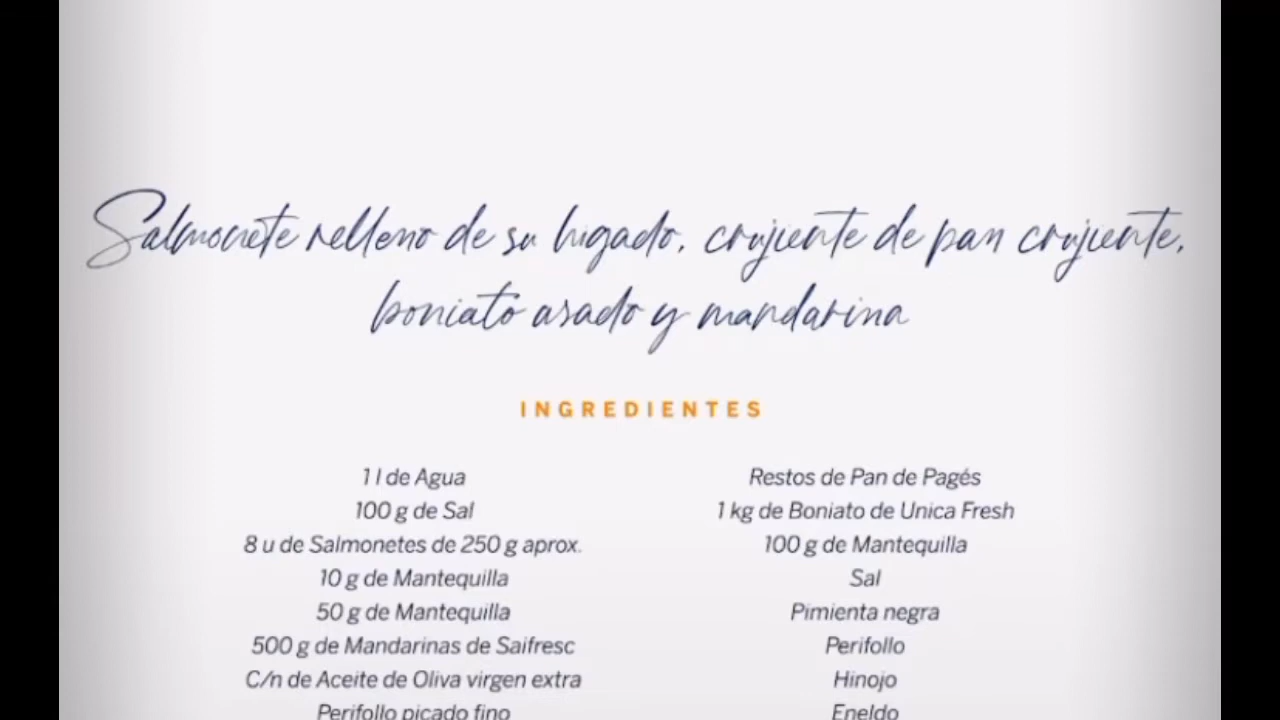 Salmonete relleno de su hígado, crujiente de pan crujiente,
boniato asado y mandarina
INGREDIENTES
1 l de Agua
100 g de Sal
8 u de Salmonetes de 250 g aprox.
10 g de Mantequilla
50 g de Mantequilla
500 g de Mandarinas de Saifresc
C/n de Aceite de Oliva virgen extra
Perifollo picado fino
Restos de Pan de Pagés
1 kg de Boniato de Unica Fresh
100 g de Mantequilla
Sal
Pimienta negra
Perifollo
Hinojo
Eneldo